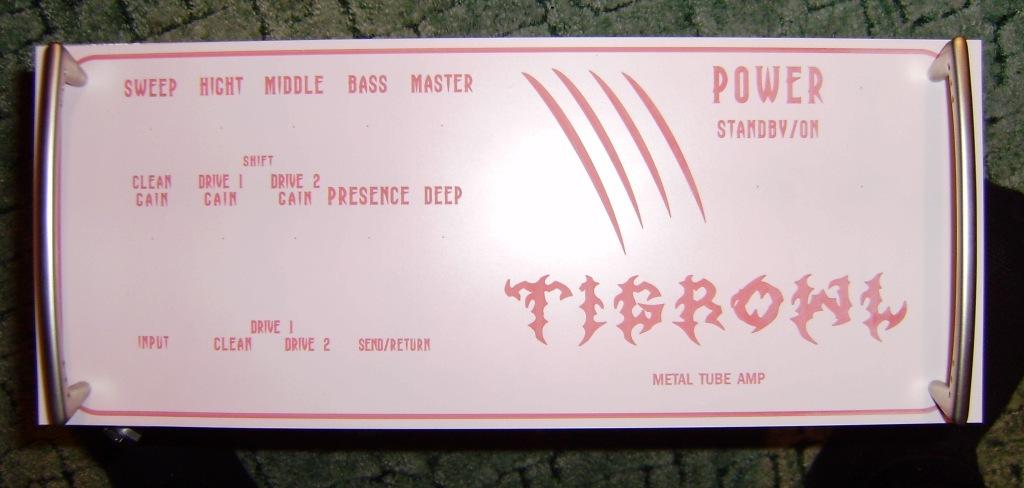 SWEEP HIGHT MIDDLE BASS MASTER
POWER
STANDBY/ON
SHIFT
CLEAN DRIVE 1 DRIVE 2
GAIN GAIN GAIN PRESENCE DEEP
TIGROWL
DRIVE 1
INPUT CLEAN DRIVE 2 SEND/RETURN
METAL TUBE AMP